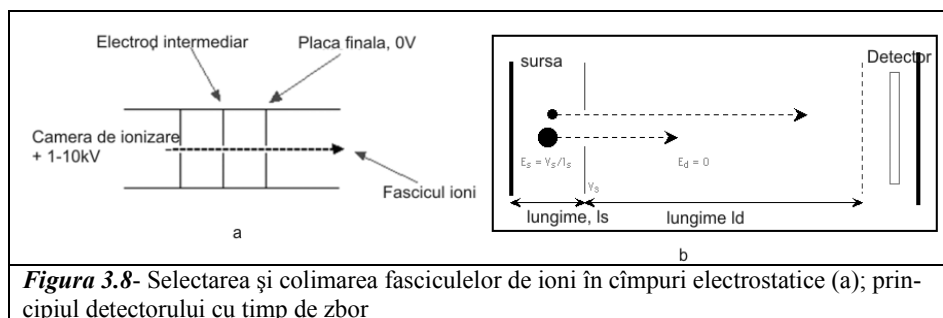 Electrod intermediar
Placa finala, 0V
Camera de ionizare
+ 1-10kV
Fascicul ioni
a
sursa
Detector
E_s = V_s/l_s
E_d = 0
V_s
lungime, ls
lungime ld
b
Figura 3.8- Selectarea şi colimarea fasciculelor de ioni în cîmpuri electrostatice (a); prin-
cipiul detectorului cu timp de zbor